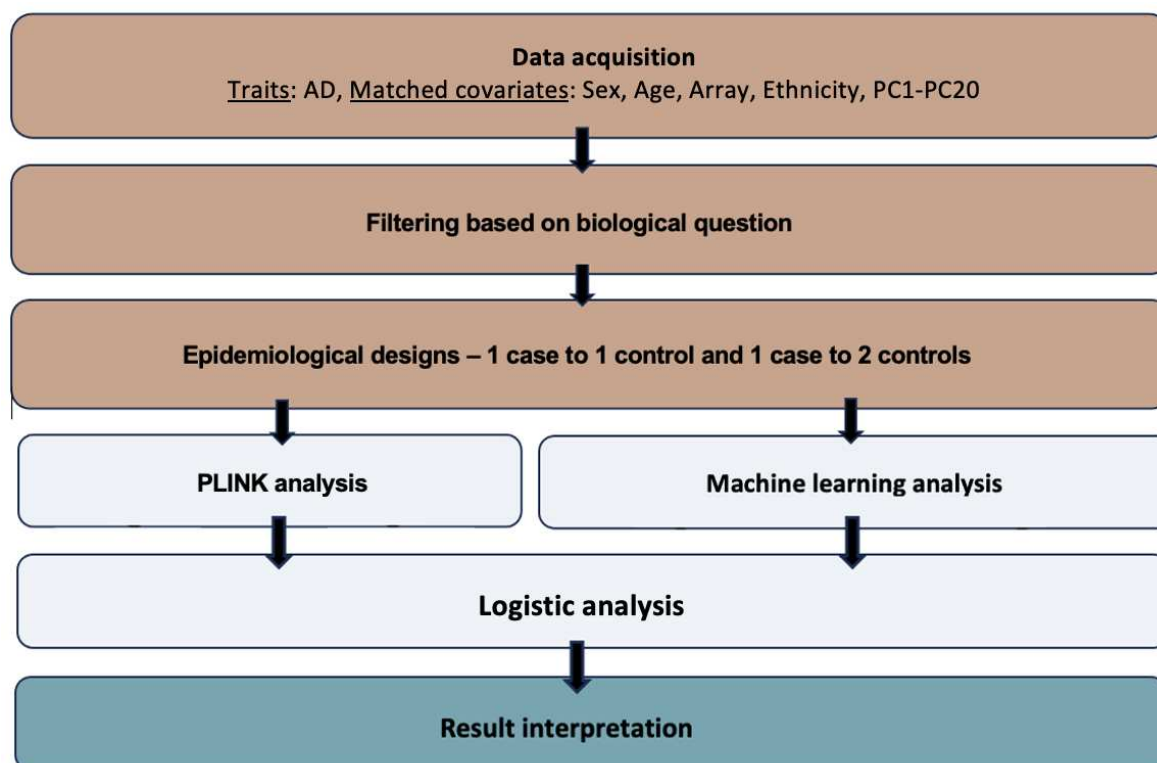 Data acquisition
Traits: AD, Matched covariates: Sex, Age, Array, Ethnicity, PC1-PC20
Filtering based on biological question
Epidemiological designs – 1 case to 1 control and 1 case to 2 controls
PLINK analysis
Machine learning analysis
Logistic analysis
Result interpretation